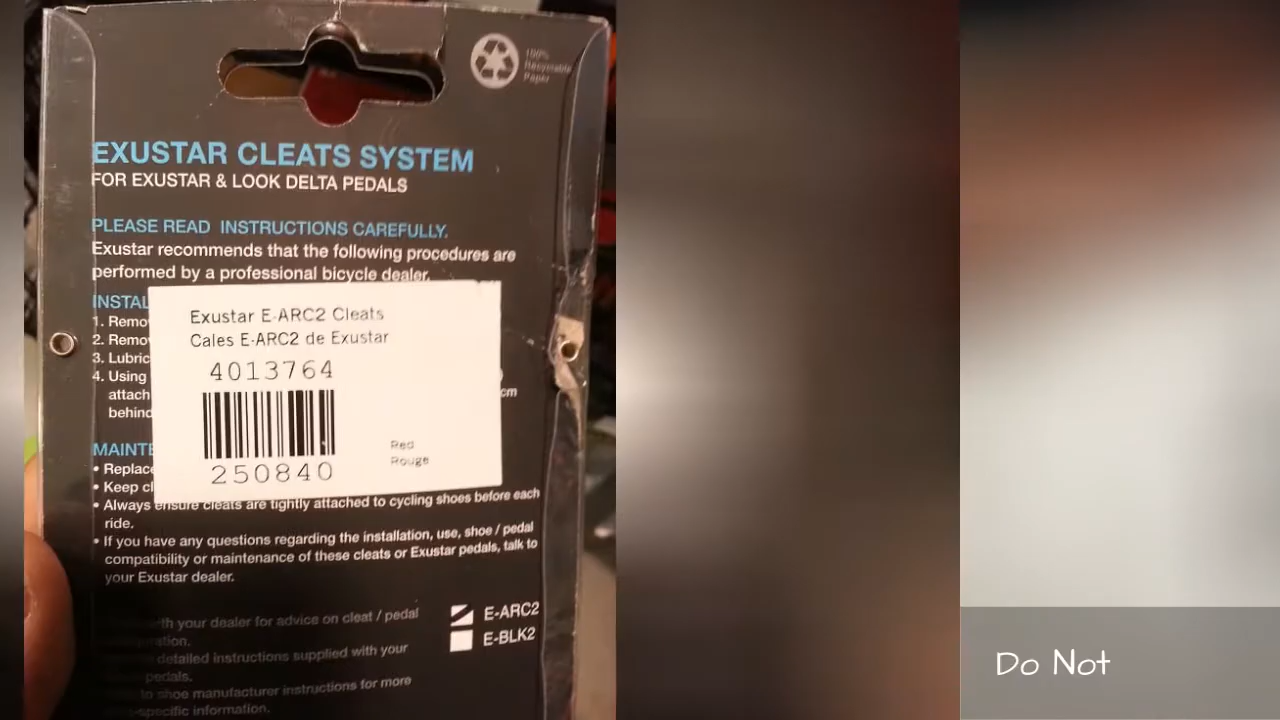 100%
Recyclable
Paper
EXUSTAR CLEATS SYSTEM
FOR EXUSTAR & LOOK DELTA PEDALS
PLEASE READ INSTRUCTIONS CAREFULLY.
Exustar recommends that the following procedures are
performed by a professional bicycle dealer.
INSTAL
1. Remo
2. Remo
3. Lubric
4. Using
attach cm
behind
Exustar E-ARC2 Cleats
Cales E-ARC2 de Exustar
4013764
250840
Red
Rouge
MAINTE
• Replace
• Keep cl
• Always ensure cleats are tightly attached to cycling shoes before each
ride.
• If you have any questions regarding the installation, use, shoe / pedal
compatibility or maintenance of these cleats or Exustar pedals, talk to
your Exustar dealer.
your dealer for advice on cleat / pedal
detailed instructions supplied with your
pedals.
to shoe manufacturer instructions for more
information.
E-ARC2
E-BLK2
Do Not